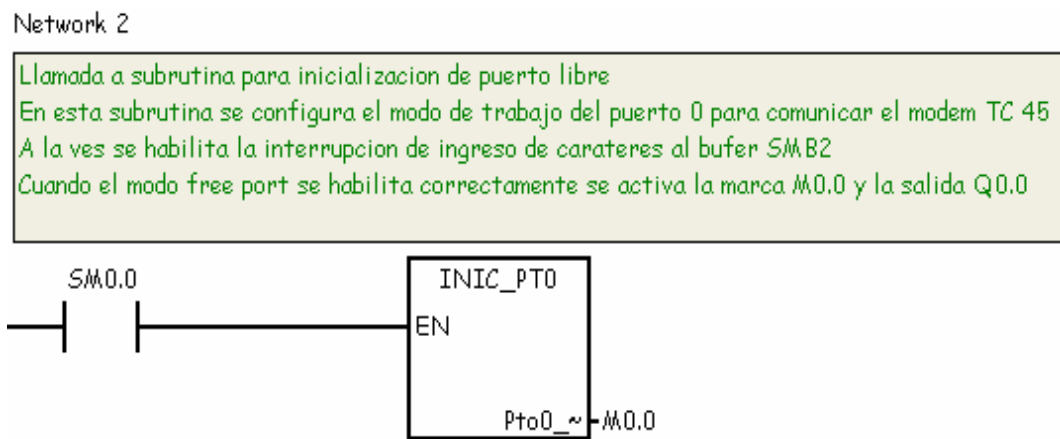 Network 2
Llamada a subrutina para inicializacion de puerto libre
En esta subrutina se configura el modo de trabajo del puerto 0 para comunicar el modem TC 45
A la ves se habilita la interrupcion de ingreso de carateres al bufer SMB2
Cuando el modo free port se habilita correctamente se activa la marca M0.0 y la salida Q0.0
SM0.0
INIC_PT0
EN
Pto0_~
M0.0